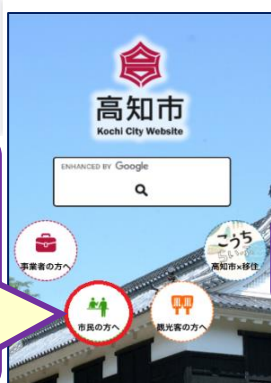 高知市
Kochi City Website
ENHANCED BY Google
こうち
高知市×移住
事業者の方へ
市民の方へ
観光客の方へ